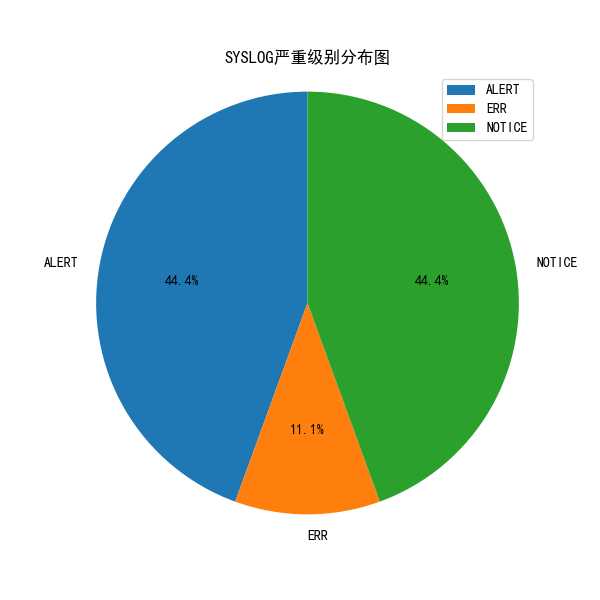 SYSLOG严重级别分布图
ALERT
ERR
NOTICE
ALERT
NOTICE
44.4%
44.4%
11.1%
ERR